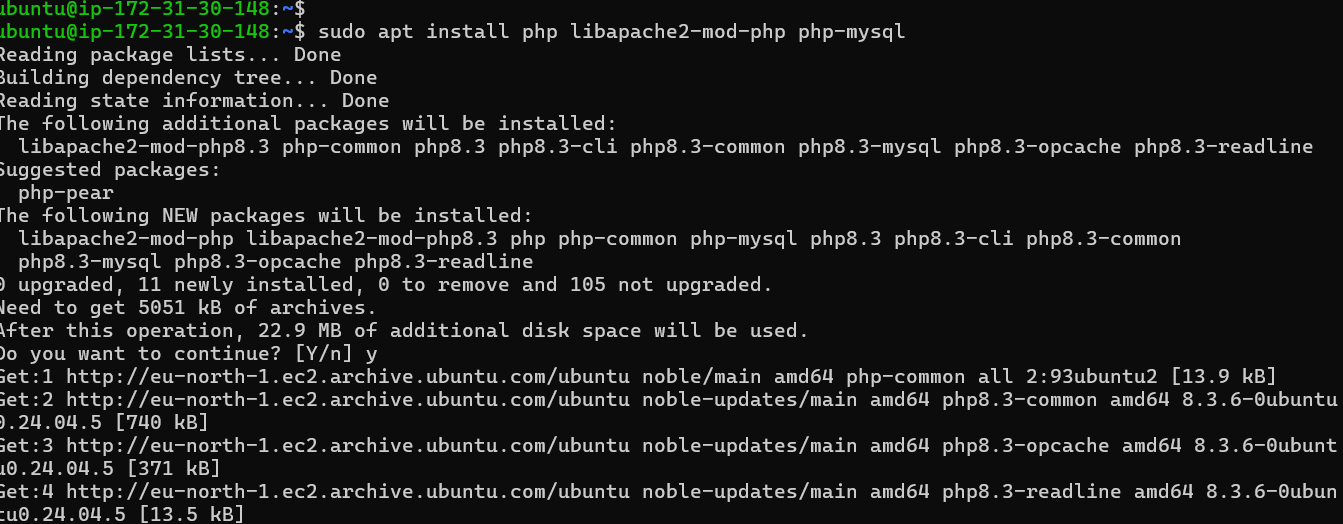 ubuntu@ip-172-31-30-148:~$
ubuntu@ip-172-31-30-148:~$ sudo apt install php libapache2-mod-php php-mysql
Reading package lists... Done
Building dependency tree... Done
Reading state information... Done
The following additional packages will be installed:
  libapache2-mod-php8.3 php-common php8.3 php8.3-cli php8.3-common php8.3-mysql php8.3-opcache php8.3-readline
Suggested packages:
  php-pear
The following NEW packages will be installed:
  libapache2-mod-php libapache2-mod-php8.3 php php-common php-mysql php8.3 php8.3-cli php8.3-common
  php8.3-mysql php8.3-opcache php8.3-readline
0 upgraded, 11 newly installed, 0 to remove and 105 not upgraded.
Need to get 5051 kB of archives.
After this operation, 22.9 MB of additional disk space will be used.
Do you want to continue? [Y/n] y
Get:1 http://eu-north-1.ec2.archive.ubuntu.com/ubuntu noble/main amd64 php-common all 2:93ubuntu2 [13.9 kB]
Get:2 http://eu-north-1.ec2.archive.ubuntu.com/ubuntu noble-updates/main amd64 php8.3-common amd64 8.3.6-0ubuntu
0.24.04.5 [740 kB]
Get:3 http://eu-north-1.ec2.archive.ubuntu.com/ubuntu noble-updates/main amd64 php8.3-opcache amd64 8.3.6-0ubunt
u0.24.04.5 [371 kB]
Get:4 http://eu-north-1.ec2.archive.ubuntu.com/ubuntu noble-updates/main amd64 php8.3-readline amd64 8.3.6-0ubun
tu0.24.04.5 [13.5 kB]